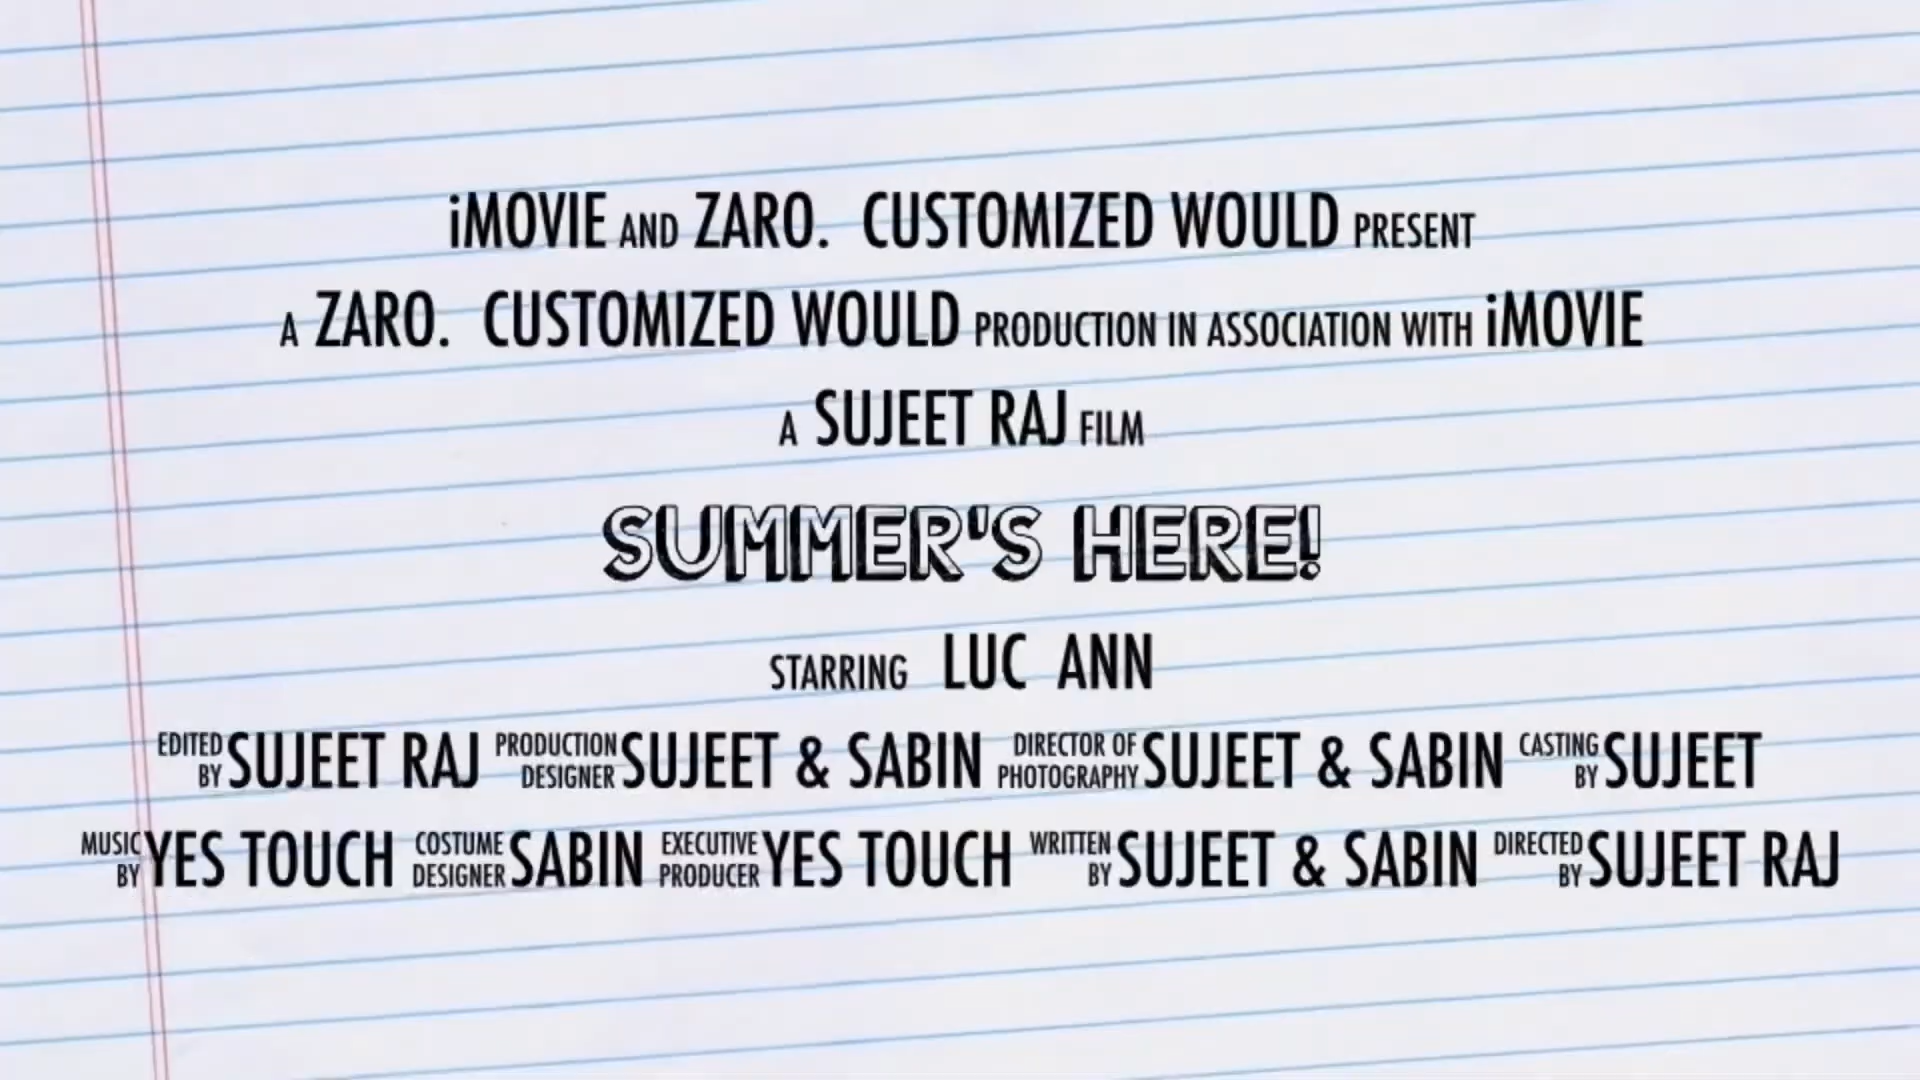 iMOVIE AND ZARO. CUSTOMIZED WOULD PRESENT
A ZARO. CUSTOMIZED WOULD PRODUCTION IN ASSOCIATION WITH iMOVIE
A SUJEET RAJ FILM
SUMMER'S HERE!
STARRING LUC ANN
EDITED BY SUJEET RAJ PRODUCTION DESIGNER SUJEET & SABIN DIRECTOR OF PHOTOGRAPHY SUJEET & SABIN CASTING BY SUJEET
MUSIC BY YES TOUCH COSTUME DESIGNER SABIN EXECUTIVE PRODUCER YES TOUCH WRITTEN BY SUJEET & SABIN DIRECTED BY SUJEET RAJ